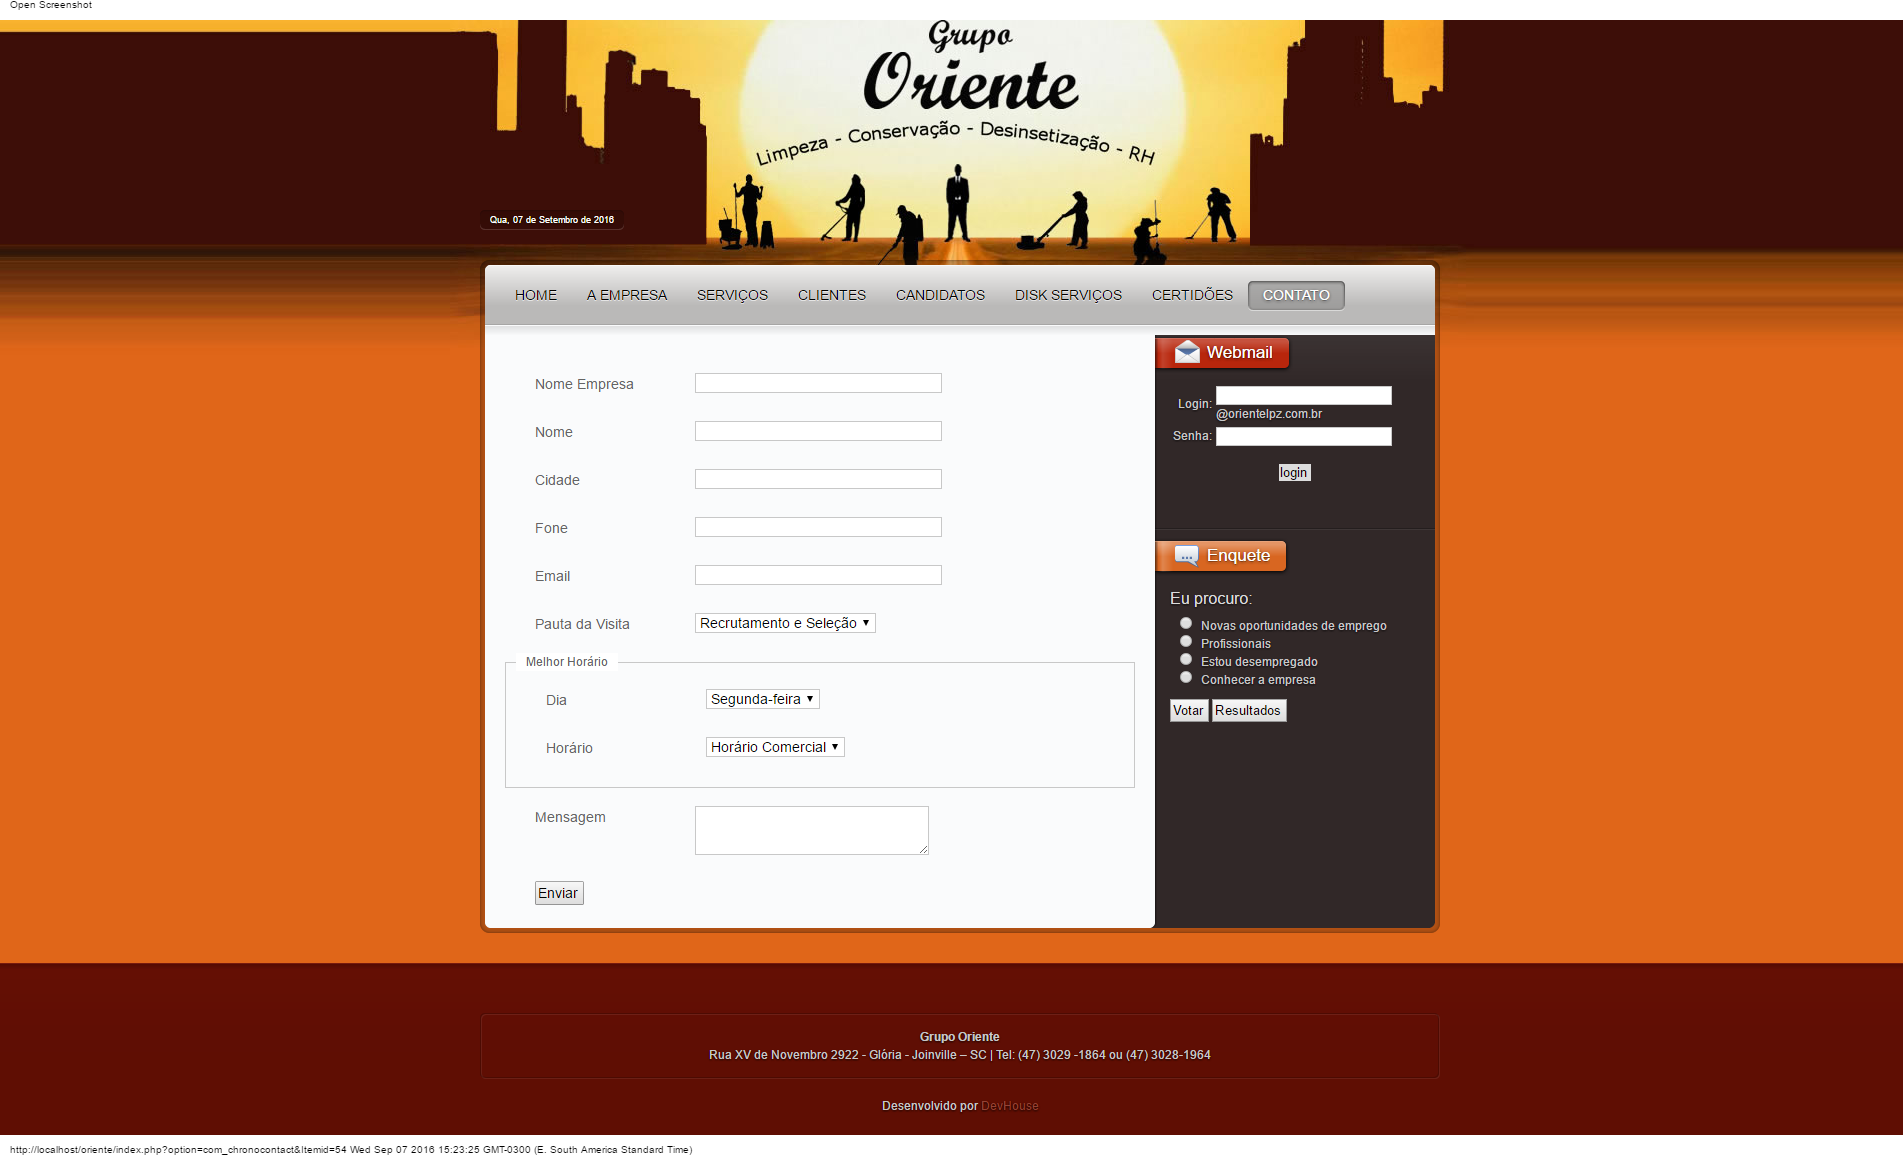 Open Screenshot
Grupo
Oriente
Limpeza - Conservação - Desinsetização - RH
Qua, 07 de Setembro de 2016
HOME A EMPRESA SERVIÇOS CLIENTES CANDIDATOS DISK SERVIÇOS CERTIDÕES CONTATO
Nome Empresa
Nome
Cidade
Fone
Email
Pauta da Visita Recrutamento e Seleção
Melhor Horário
Dia Segunda-feira
Horário Horário Comercial
Mensagem
Enviar
Webmail
Login:
@orientelpz.com.br
Senha:
login
Enquete
Eu procuro:
Novas oportunidades de emprego
Profissionais
Estou desempregado
Conhecer a empresa
Votar Resultados
Grupo Oriente
Rua XV de Novembro 2922 - Glória - Joinville – SC | Tel: (47) 3029 -1864 ou (47) 3028-1964
Desenvolvido por DevHouse
http://localhost/oriente/index.php?option=com_chronocontact&Itemid=54 Wed Sep 07 2016 15:23:25 GMT-0300 (E. South America Standard Time)